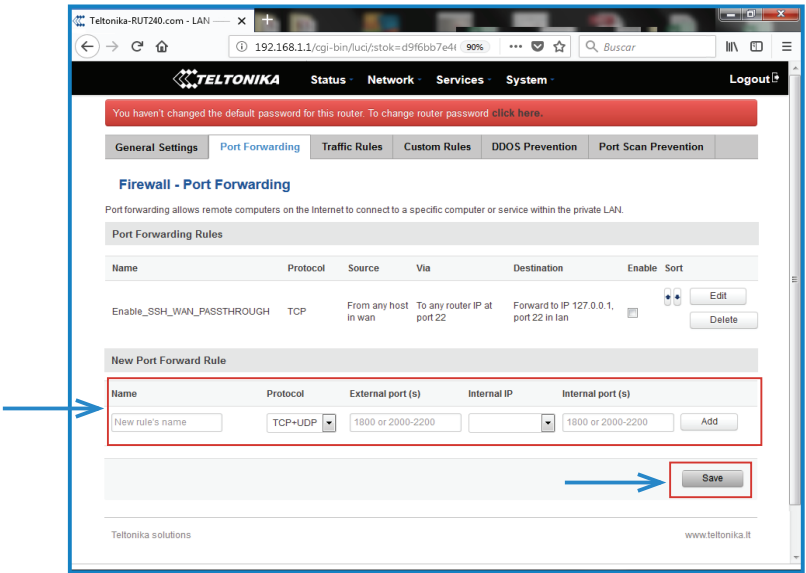 Teltonika-RUT240.com - LAN
192.168.1.1/cgi-bin/luci/;stok=d9f6bb7e4f 90% Buscar
TELTONIKA Status Network Services System Logout
You haven't changed the default password for this router. To change router password click here.
General Settings Port Forwarding Traffic Rules Custom Rules DDOS Prevention Port Scan Prevention
Firewall - Port Forwarding
Port forwarding allows remote computers on the Internet to connect to a specific computer or service within the private LAN.
Port Forwarding Rules
Name Protocol Source Via Destination Enable Sort
Enable_SSH_WAN_PASSTHROUGH TCP From any host in wan To any router IP at port 22 Forward to IP 127.0.0.1, port 22 in lan Edit
Delete
New Port Forward Rule
Name Protocol External port (s) Internal IP Internal port (s)
New rule's name TCP+UDP 1800 or 2000-2200 1800 or 2000-2200 Add
Save
Teltonika solutions www.teltonika.lt